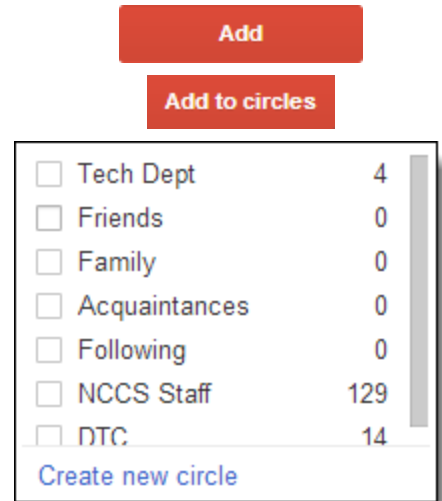 Add
Add to circles
Tech Dept 4
Friends 0
Family 0
Acquaintances 0
Following 0
NCCS Staff 129
DTC 14
Create new circle